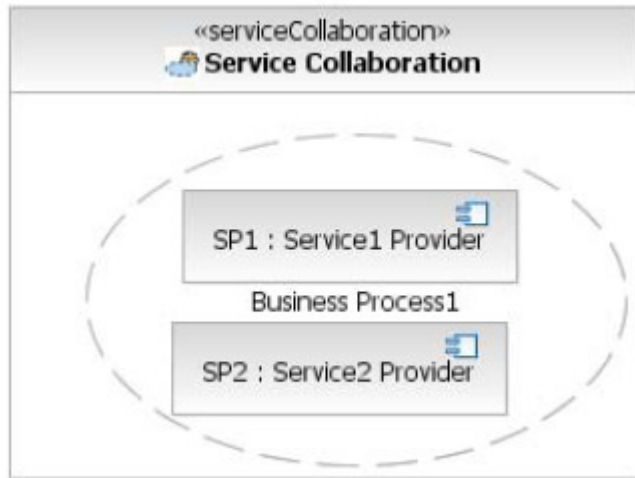 «serviceCollaboration»
Service Collaboration
SP1 : Service1 Provider
Business Process1
SP2 : Service2 Provider